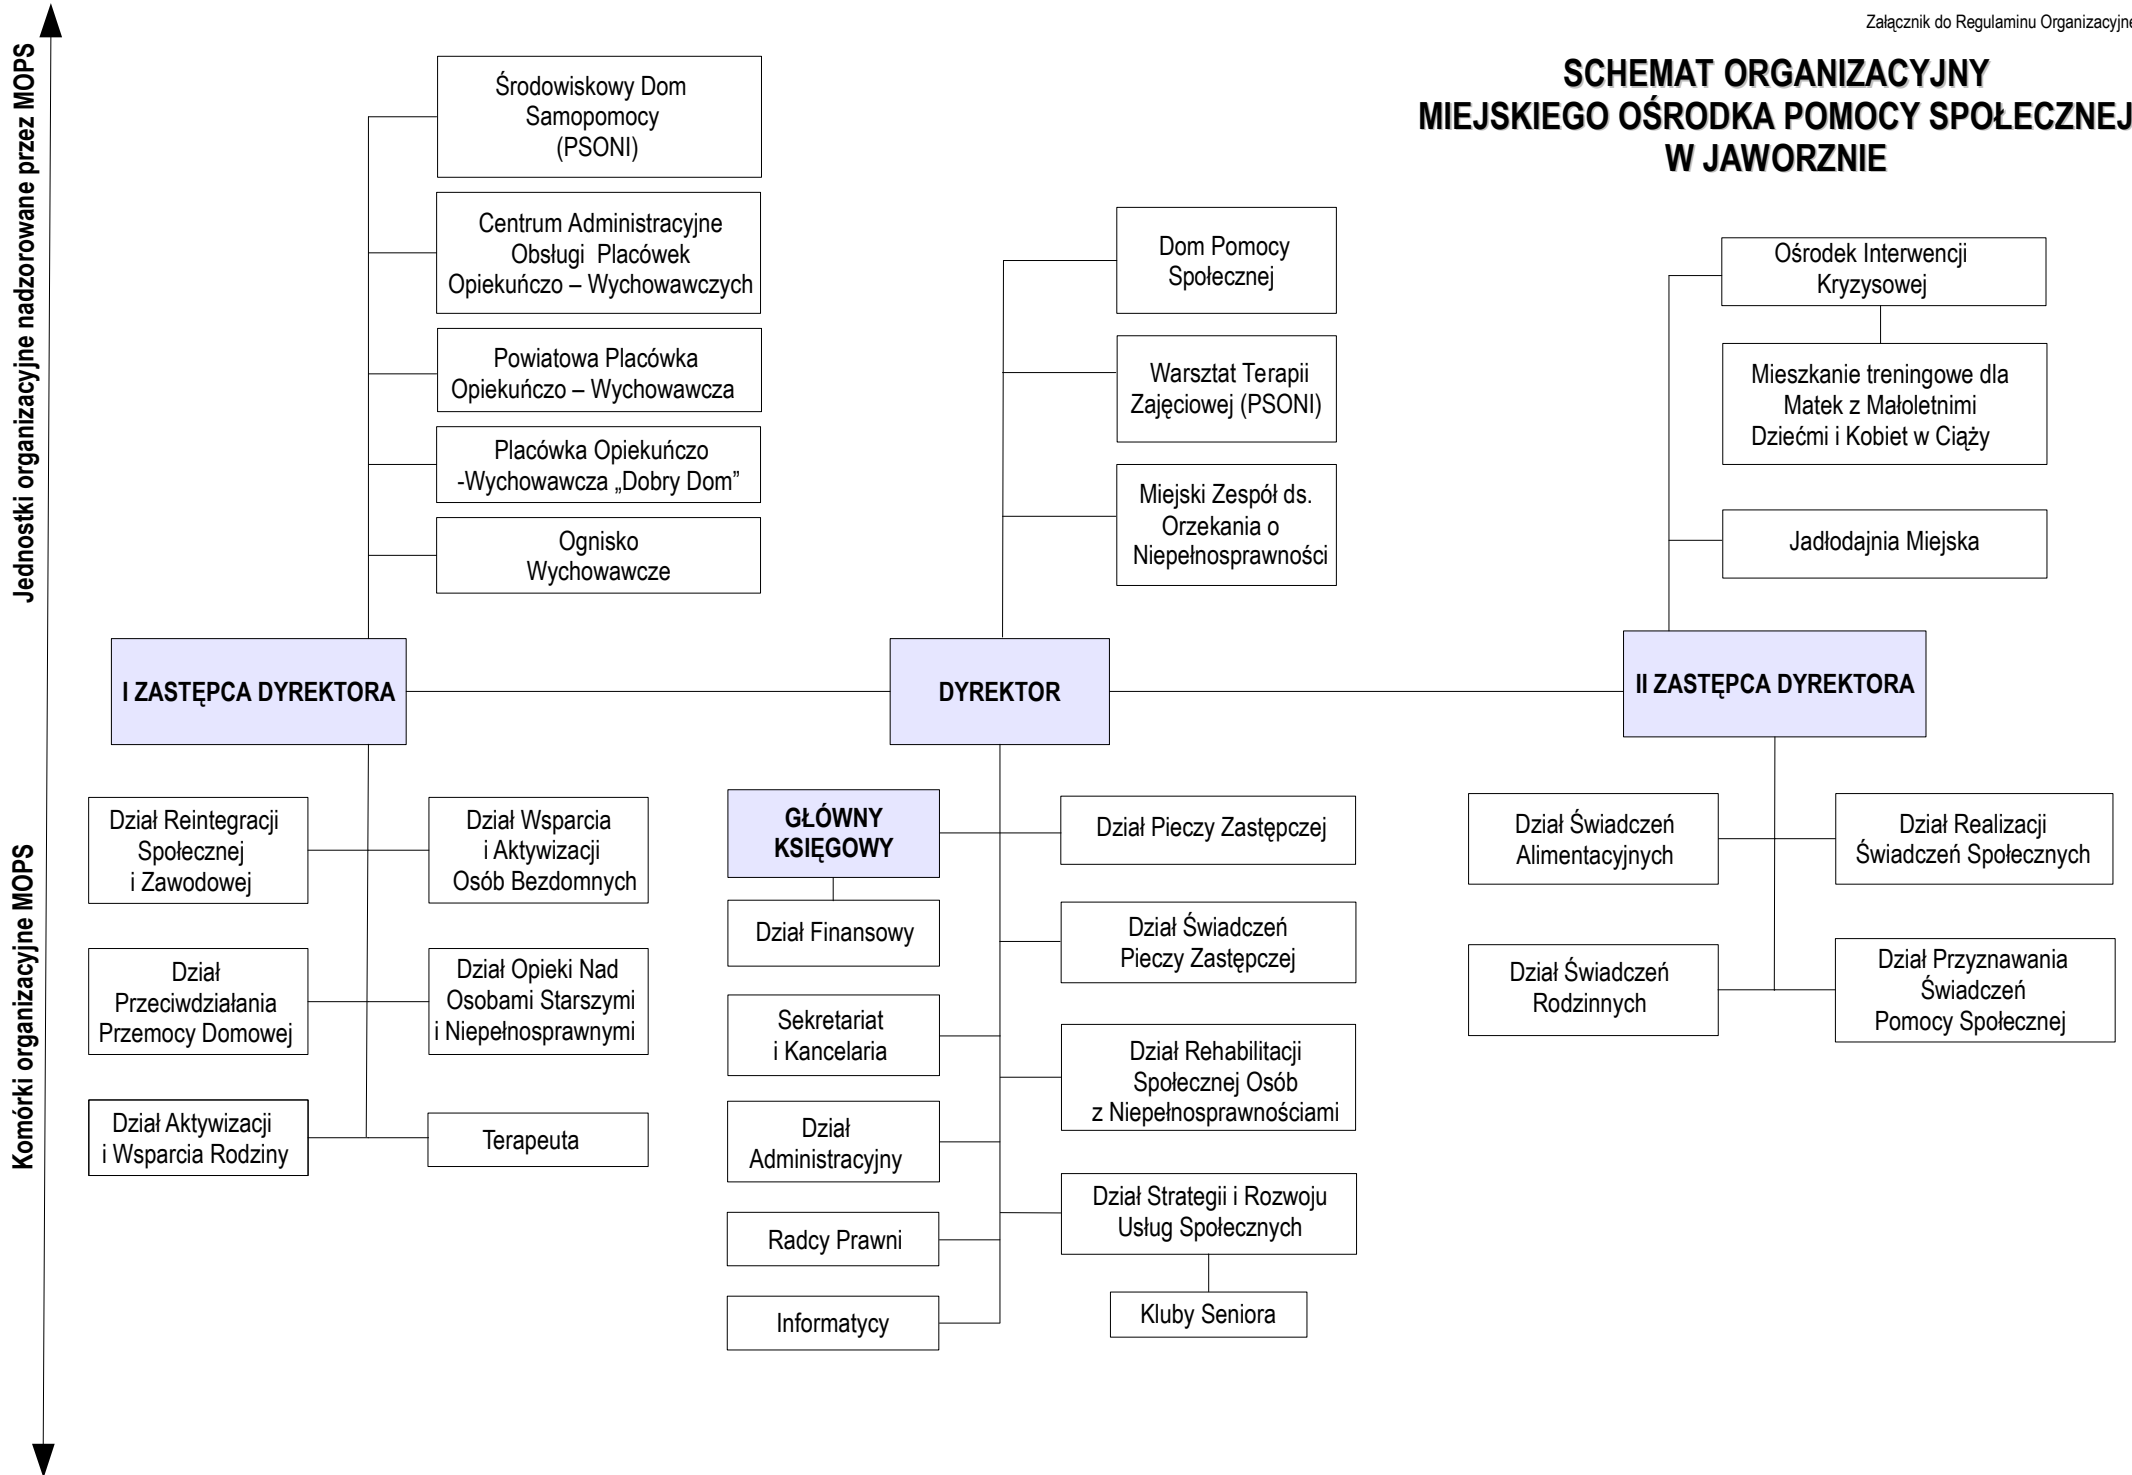 Załącznik do Regulaminu Organizacyjne
SCHEMAT ORGANIZACYJNY
MIEJSKIEGO OŚRODKA POMOCY SPOŁECZNEJ
W JAWORZNIE
Jednostki organizacyjne nadzorowane przez MOPS
Środowiskowy Dom
Samopomocy
(PSONI)
Centrum Administracyjne
Obsługi Placówek
Opiekuńczo – Wychowawczych
Powiatowa Placówka
Opiekuńczo – Wychowawcza
Placówka Opiekuńczo
-Wychowawcza „Dobry Dom”
Ognisko
Wychowawcze
Dom Pomocy
Społecznej
Warsztat Terapii
Zajęciowej (PSONI)
Miejski Zespół ds.
Orzekania o
Niepełnosprawności
Ośrodek Interwencji
Kryzysowej
Mieszkanie treningowe dla
Matek z Małoletnimi
Dziećmi i Kobiet w Ciąży
Jadłodajnia Miejska
I ZASTĘPCA DYREKTORA
DYREKTOR
II ZASTĘPCA DYREKTORA
Komórki organizacyjne MOPS
Dział Reintegracji
Społecznej
i Zawodowej
Dział Wsparcia
i Aktywizacji
Osób Bezdomnych
Dział
Przeciwdziałania
Przemocy Domowej
Dział Opieki Nad
Osobami Starszymi
i Niepełnosprawnymi
Dział Aktywizacji
i Wsparcia Rodziny
Terapeuta
GŁÓWNY
KSIĘGOWY
Dział Finansowy
Sekretariat
i Kancelaria
Dział
Administracyjny
Radcy Prawni
Informatycy
Dział Pieczy Zastępczej
Dział Świadczeń
Pieczy Zastępczej
Dział Rehabilitacji
Społecznej Osób
z Niepełnosprawnościami
Dział Strategii i Rozwoju
Usług Społecznych
Kluby Seniora
Dział Świadczeń
Alimentacyjnych
Dział Realizacji
Świadczeń Społecznych
Dział Świadczeń
Rodzinnych
Dział Przyznawania
Świadczeń
Pomocy Społecznej